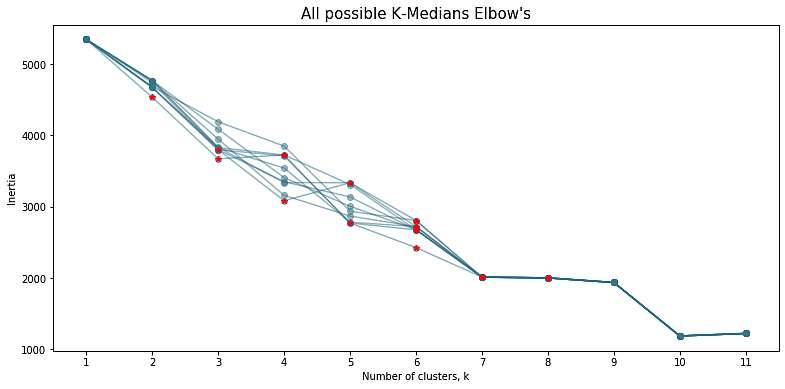 All possible K-Medians Elbow's
5000
4000
3000
2000
1000
Inertia
1 2 3 4 5 6 7 8 9 10 11
Number of clusters, k